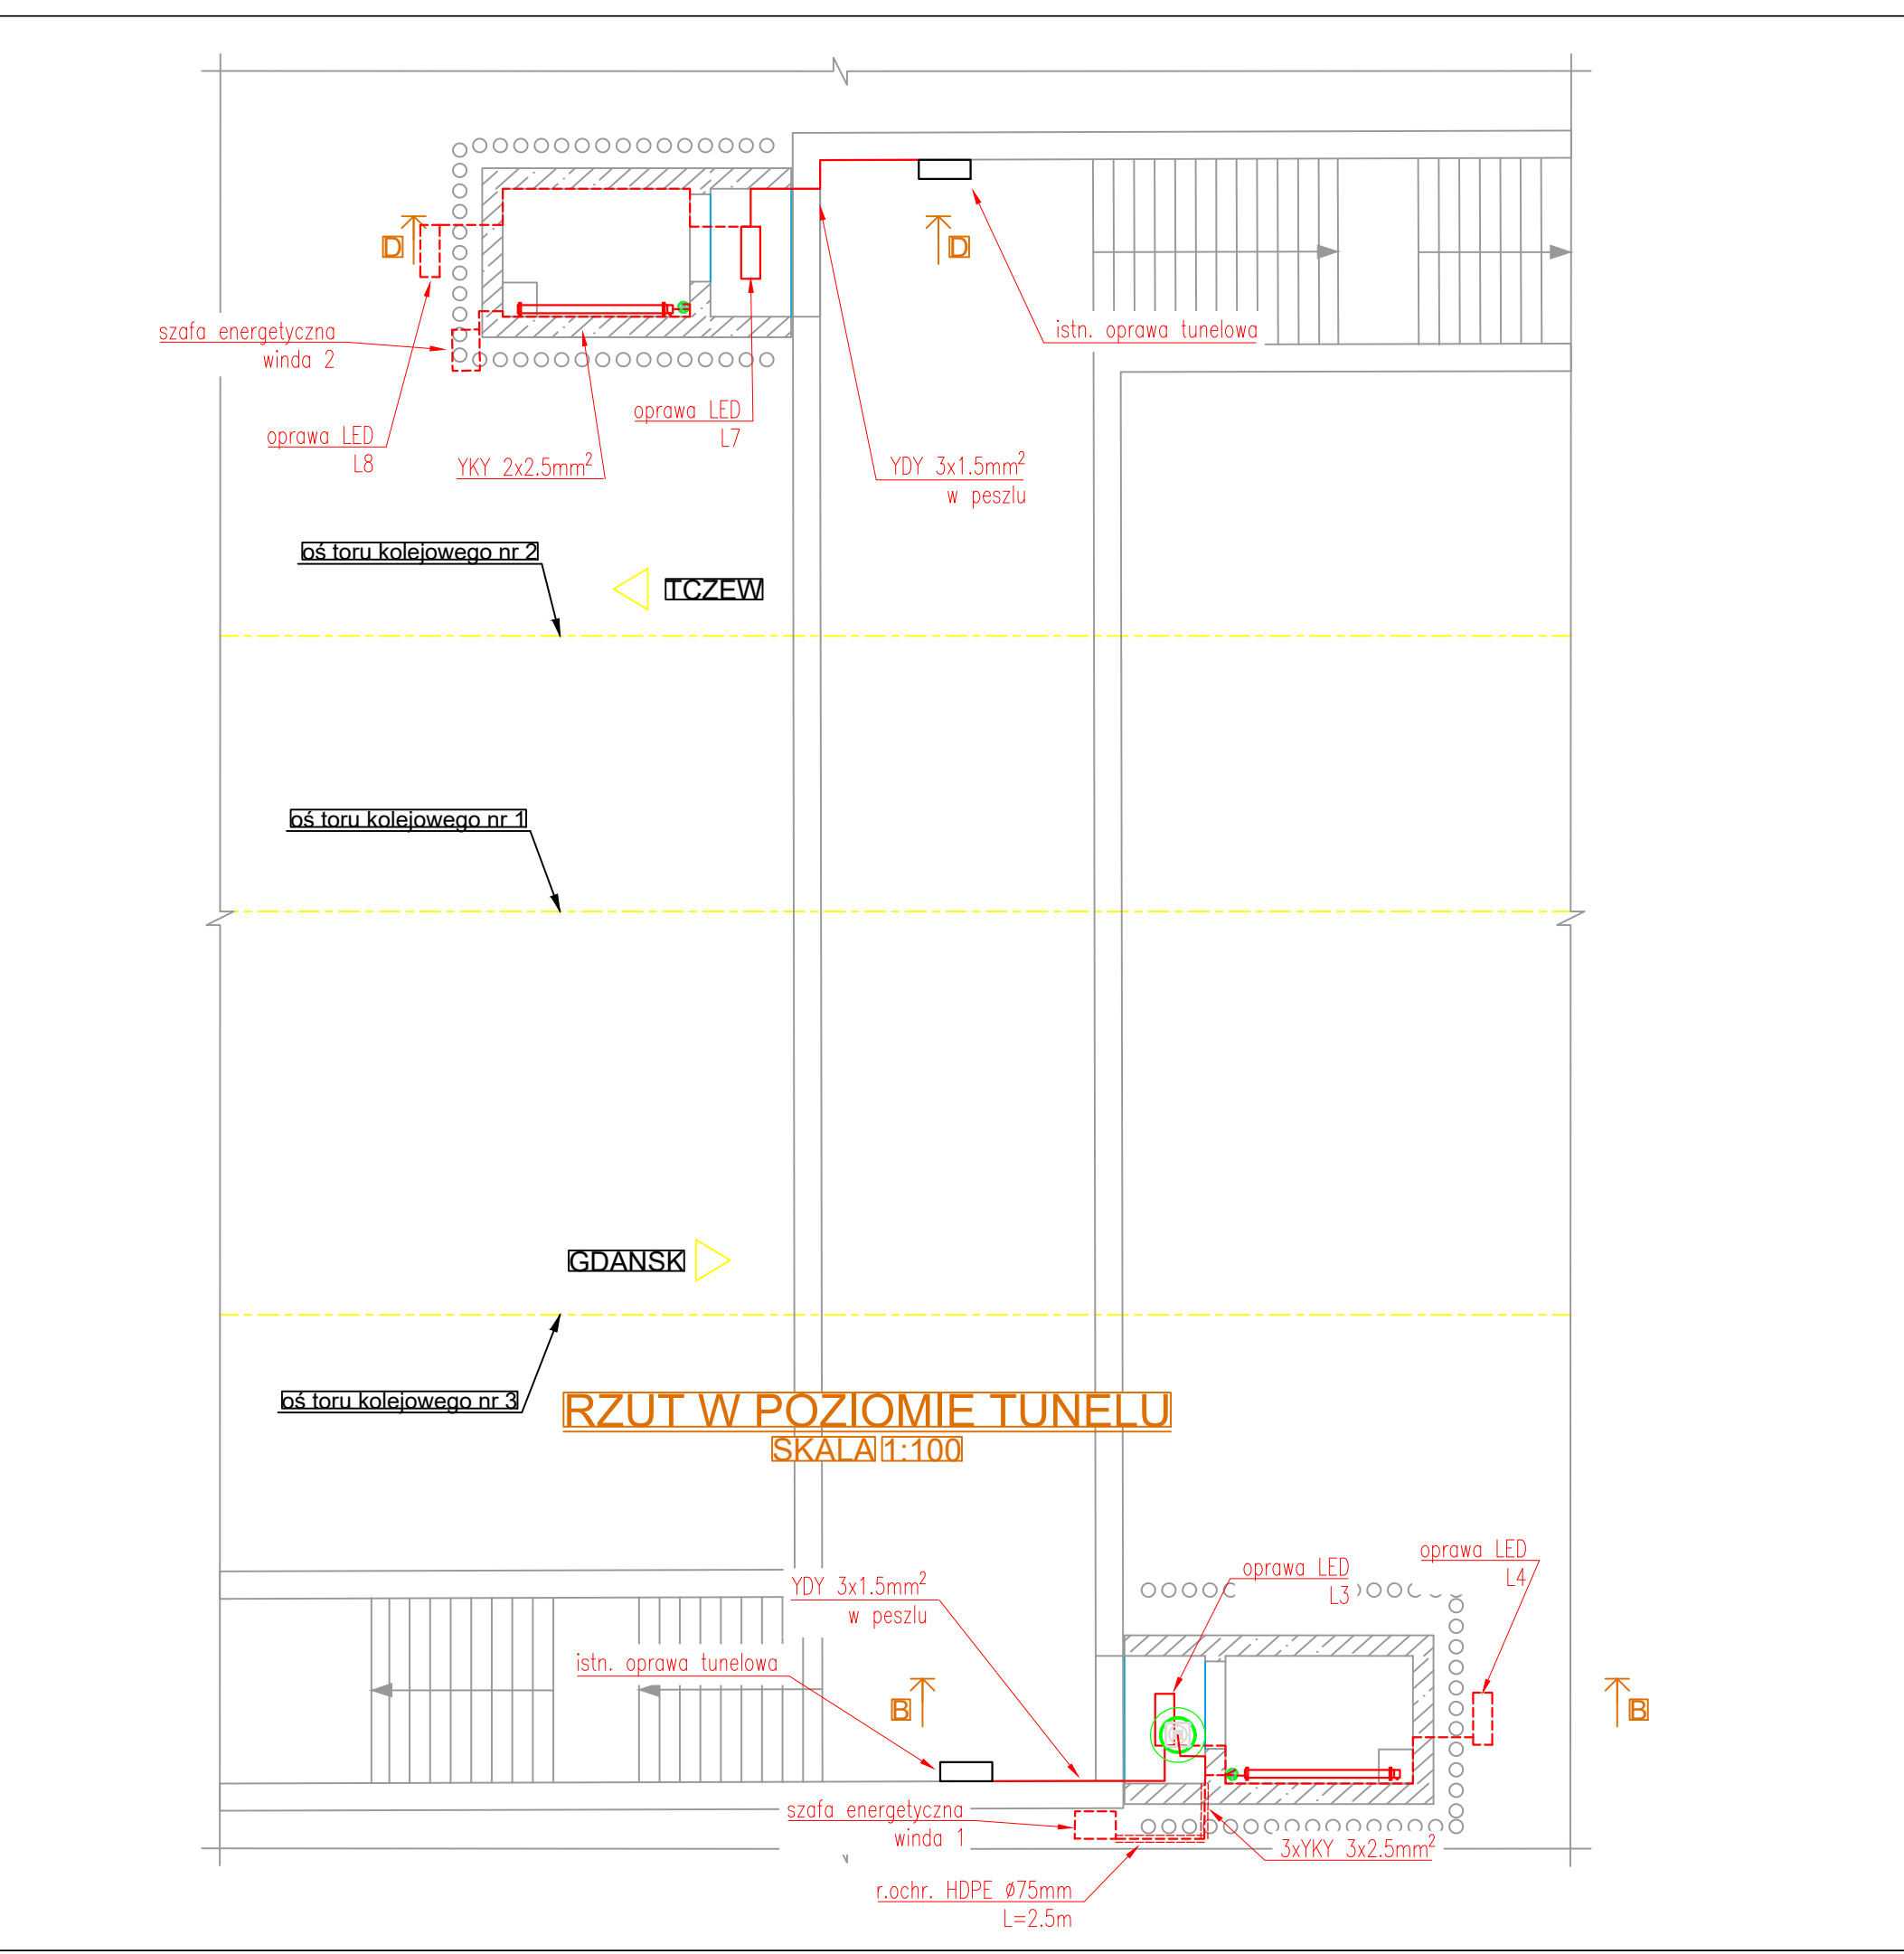 D
D
szafa energetyczna
winda 2
istn. oprawa tunelowa
oprawa LED
L7
oprawa LED
L8
YKY 2x2.5mm²
YDY 3x1.5mm²
w peszlu
oś toru kolejowego nr 2
TCZEW
oś toru kolejowego nr 1
GDAŃSK
oś toru kolejowego nr 3
RZUT W POZIOMIE TUNELU
SKALA 1:100
oprawa LED
L4
oprawa LED
L3
YDY 3x1.5mm²
w peszlu
istn. oprawa tunelowa
B
B
szafa energetyczna
winda 1
3xYKY 3x2.5mm²
r.ochr. HDPE ø75mm
L=2.5m